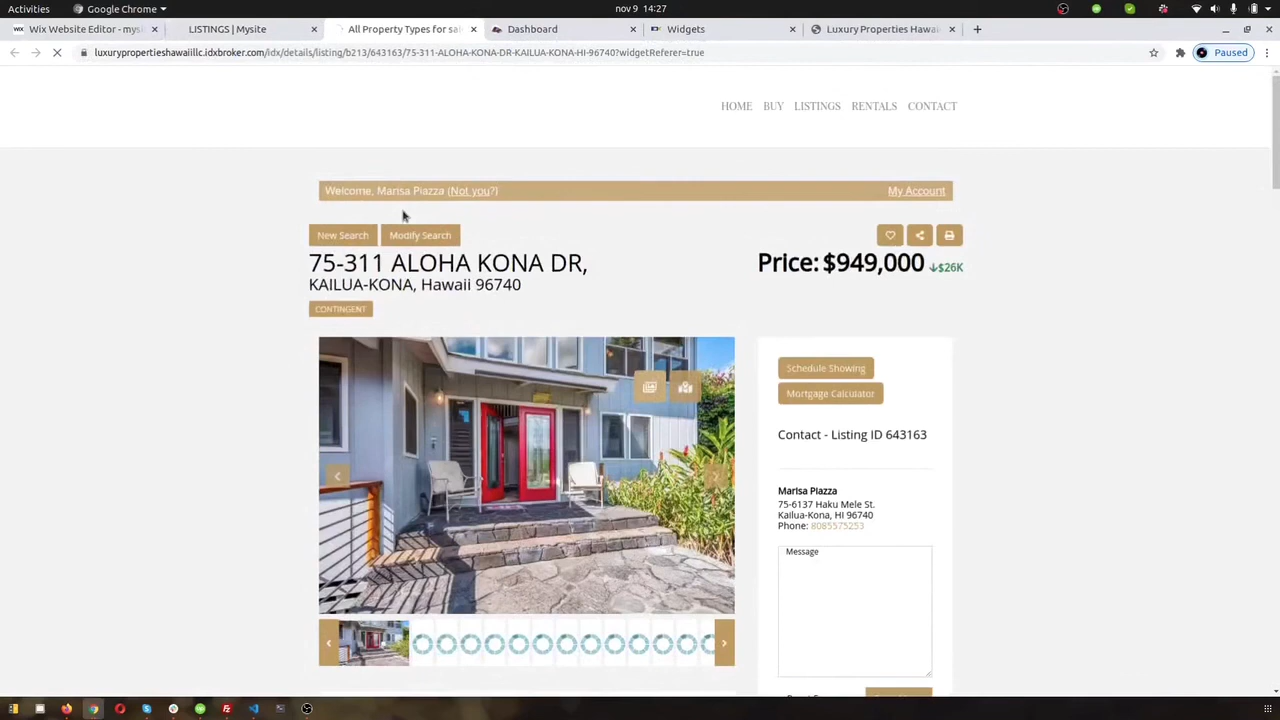 Activities
Google Chrome
nov 9 14:27
Wix Website Editor - mysi
LISTINGS | Mysite
All Property Types for sal
Dashboard
Widgets
Luxury Properties Hawai
luxurypropertieshawaiillc.idxbroker.com/idx/details/listing/b213/643163/75-311-ALOHA-KONA-DR-KAILUA-KONA-HI-96740?widgetReferer=true
Paused
HOME BUY LISTINGS RENTALS CONTACT
Welcome, Marisa Piazza (Not you?)
My Account
New Search
Modify Search
75-311 ALOHA KONA DR,
KAILUA-KONA, Hawaii 96740
Price: $949,000
$26K
CONTINGENT
Schedule Showing
Mortgage Calculator
Contact - Listing ID 643163
Marisa Piazza
75-6137 Haku Mele St.
Kailua-Kona, HI 96740
Phone: 8085575253
Message